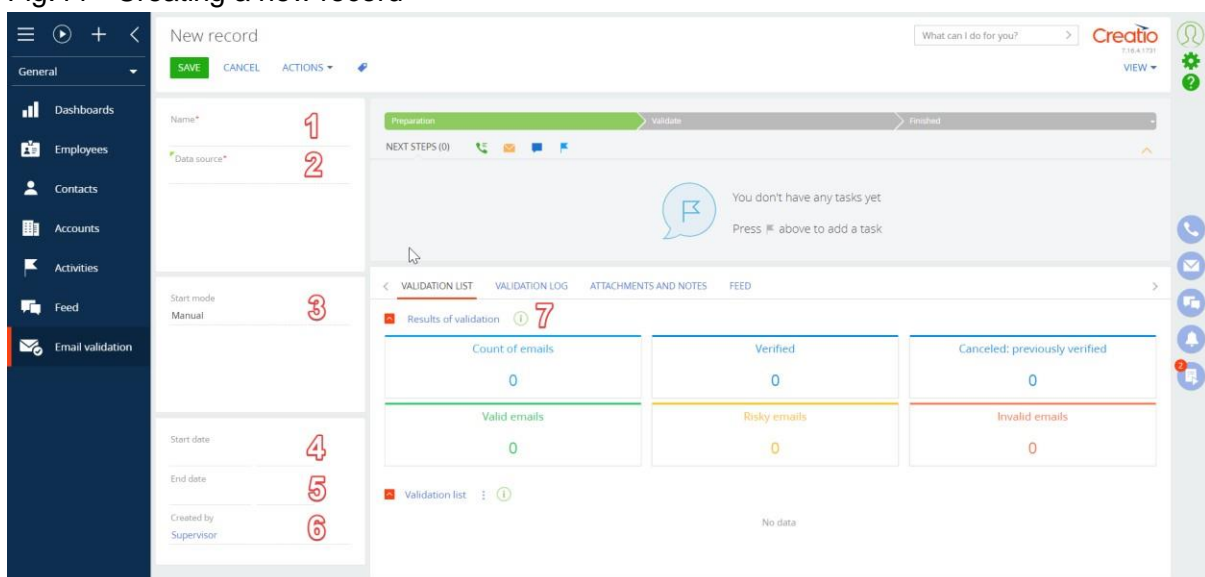 Creating a new record
New record
What can I do for you?
Creatio
7.16.4.1731
General
SAVE CANCEL ACTIONS
VIEW
Dashboards
Employees
Contacts
Accounts
Activities
Feed
Email validation
Name* 1
Data source* 2
Start mode
Manual 3
Start date 4
End date 5
Created by
Supervisor 6
Preparation Validate Finished
NEXT STEPS (0)
You don't have any tasks yet
Press above to add a task
VALIDATION LIST VALIDATION LOG ATTACHMENTS AND NOTES FEED
Results of validation i 7
Count of emails Verified Canceled: previously verified
0 0 0
Valid emails Risky emails Invalid emails
0 0 0
Validation list i
No data
?
2